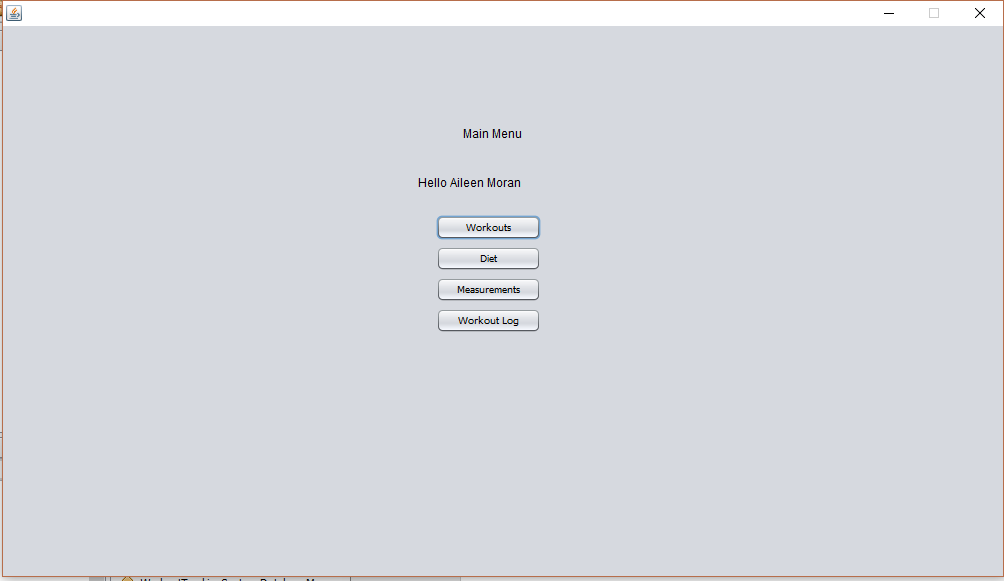 Main Menu
Hello Aileen Moran
Workouts
Diet
Measurements
Workout Log